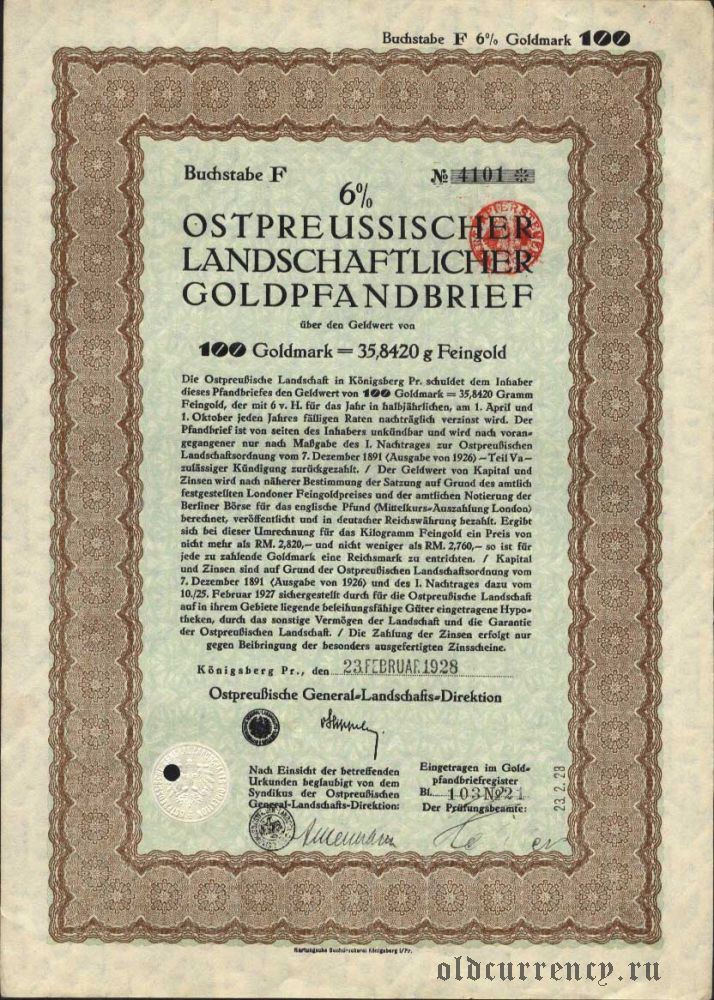 Buchstabe F 6% Goldmark 100
Buchstabe F
№ 4101 *
6%
OSTPREUSSISCHER
LANDSCHAFTLICHER
GOLDPFANDBRIEF
über den Geldwert von
100 Goldmark = 35,8420 g Feingold
Die Ostpreußische Landschaft in Königsberg Pr. schuldet dem Inhaber
dieses Pfandbriefes den Geldwert von 100 Goldmark = 35,8420 Gramm
Feingold, der mit 6 v. H. für das Jahr in halbjährlichen, am 1. April und
1. Oktober jeden Jahres fälligen Raten nachträglich verzinst wird. Der
Pfandbrief ist von seiten des Inhabers unkündbar und wird nach voran-
gegangener nur nach Maßgabe des I. Nachtrages zur Ostpreußischen
Landschaftsordnung vom 7. Dezember 1891 (Ausgabe von 1926) – Teil Va –
zulässiger Kündigung zurückgezahlt. / Der Geldwert von Kapital und
Zinsen wird nach näherer Bestimmung der Satzung auf Grund des amtlich
festgestellten Londoner Feingoldpreises und der amtlichen Notierung der
Berliner Börse für das englische Pfund (Mittelkurs-Auszahlung London)
berechnet, veröffentlicht und in deutscher Reichswährung bezahlt. Ergibt
sich bei dieser Umrechnung für das Kilogramm Feingold ein Preis von
nicht mehr als RM. 2,820,– und nicht weniger als RM. 2,760,– so ist für
jede zu zahlende Goldmark eine Reichsmark zu entrichten. / Kapital
und Zinsen sind auf Grund der Ostpreußischen Landschaftsordnung vom
7. Dezember 1891 (Ausgabe von 1926) und des I. Nachtrages dazu vom
10./25. Februar 1927 sichergestellt durch für die Ostpreußische Landschaft
auf in ihrem Gebiete liegende beleihungsfähige Güter eingetragene Hypo-
theken, durch das sonstige Vermögen der Landschaft und die Garantie
der Ostpreußischen Landschaft. / Die Zahlung der Zinsen erfolgt nur
gegen Beibringung der besonders ausgefertigten Zinsscheine.
Königsberg Pr., den 23. FEBRUAR 1928
Ostpreußische General-Landschafts-Direktion
Nach Einsicht der betreffenden
Urkunden beglaubigt von dem
Syndikus der Ostpreußischen
General-Landschafts-Direktion:
Eingetragen im Gold-
pfandbriefregister
Bl. 103 № 21
Der Prüfungsbeamte:
23.2.28
Hartungsche Buchdruckerei Königsberg i/Pr.
oldcurrency.ru